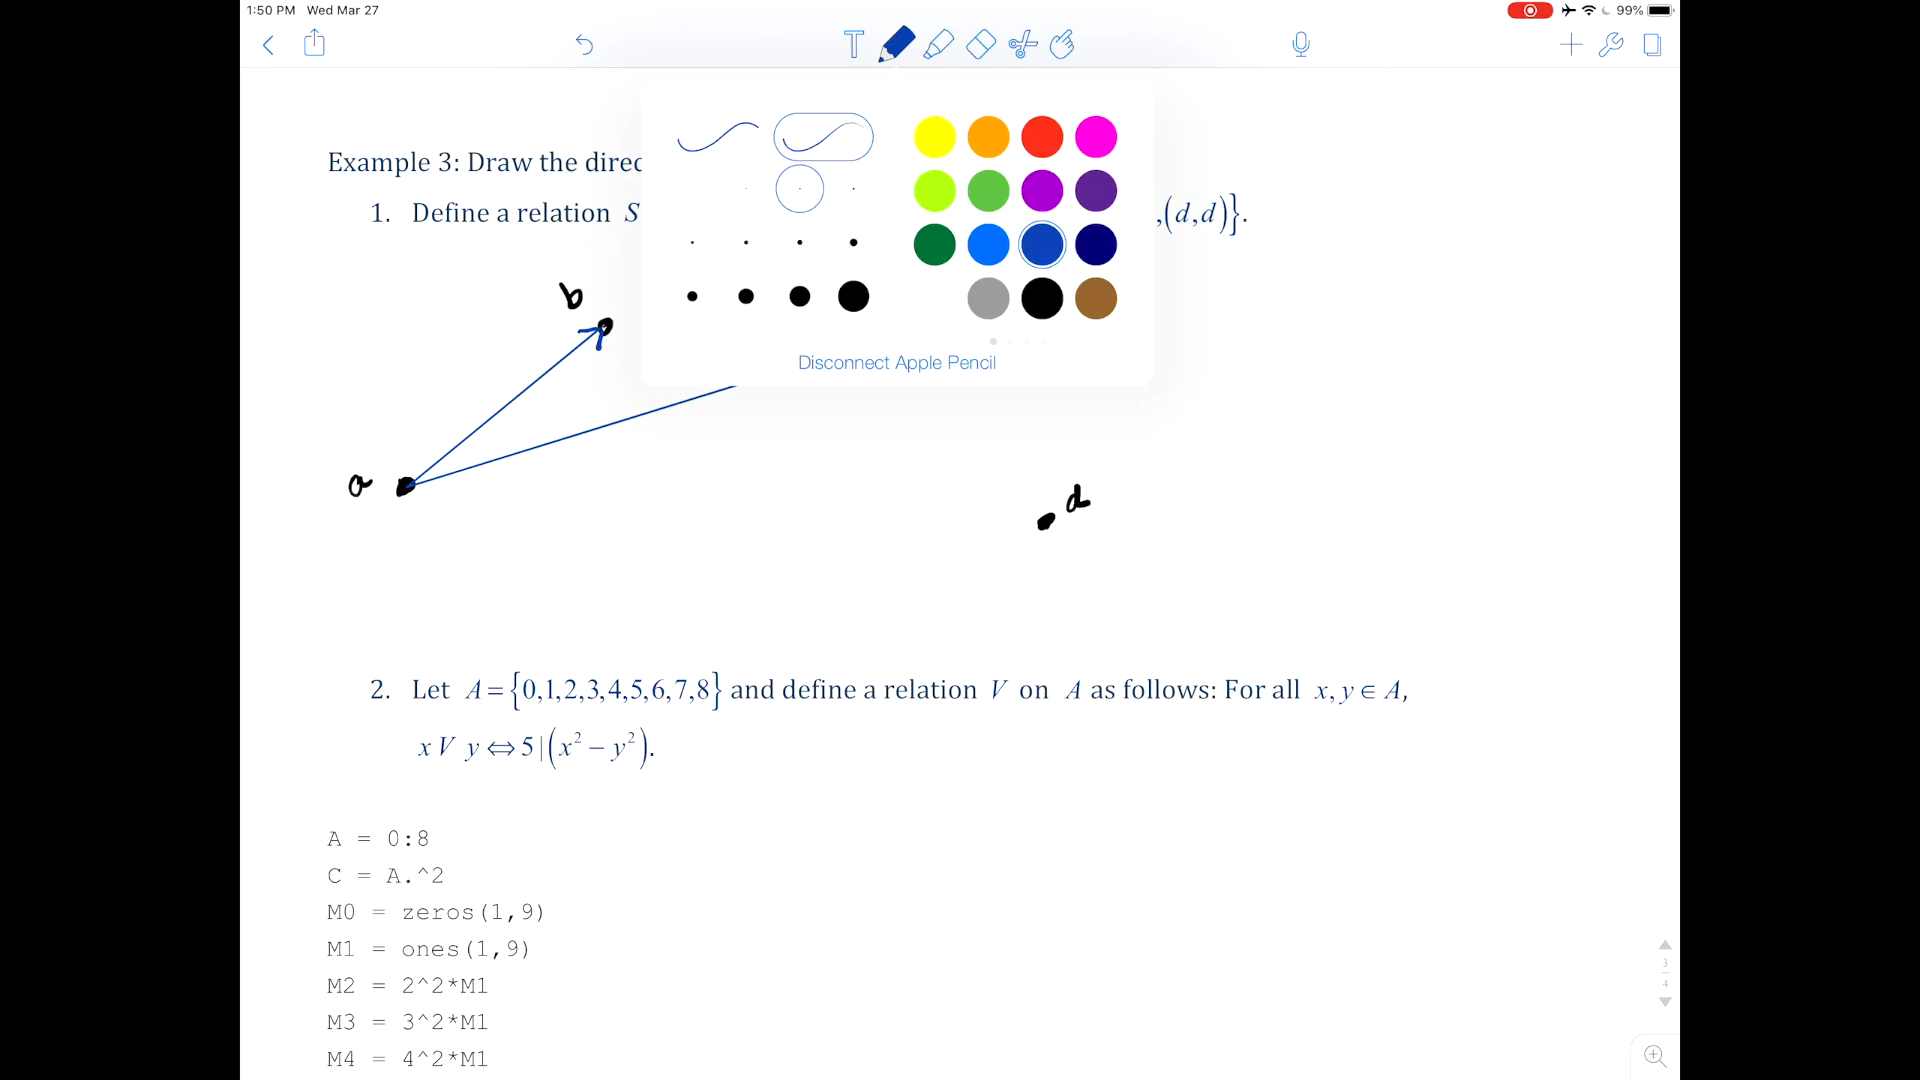 1:50 PM Wed Mar 27
99%
T
Example 3: Draw the direc
1. Define a relation S
,(d,d)}.
b
Disconnect Apple Pencil
a
d
2. Let A={0,1,2,3,4,5,6,7,8} and define a relation V on A as follows: For all x,y∈A,
x V y⇔5|(x²−y²).
A = 0:8
C = A.^2
M0 = zeros(1,9)
M1 = ones(1,9)
M2 = 2^2*M1
M3 = 3^2*M1
M4 = 4^2*M1
3
4